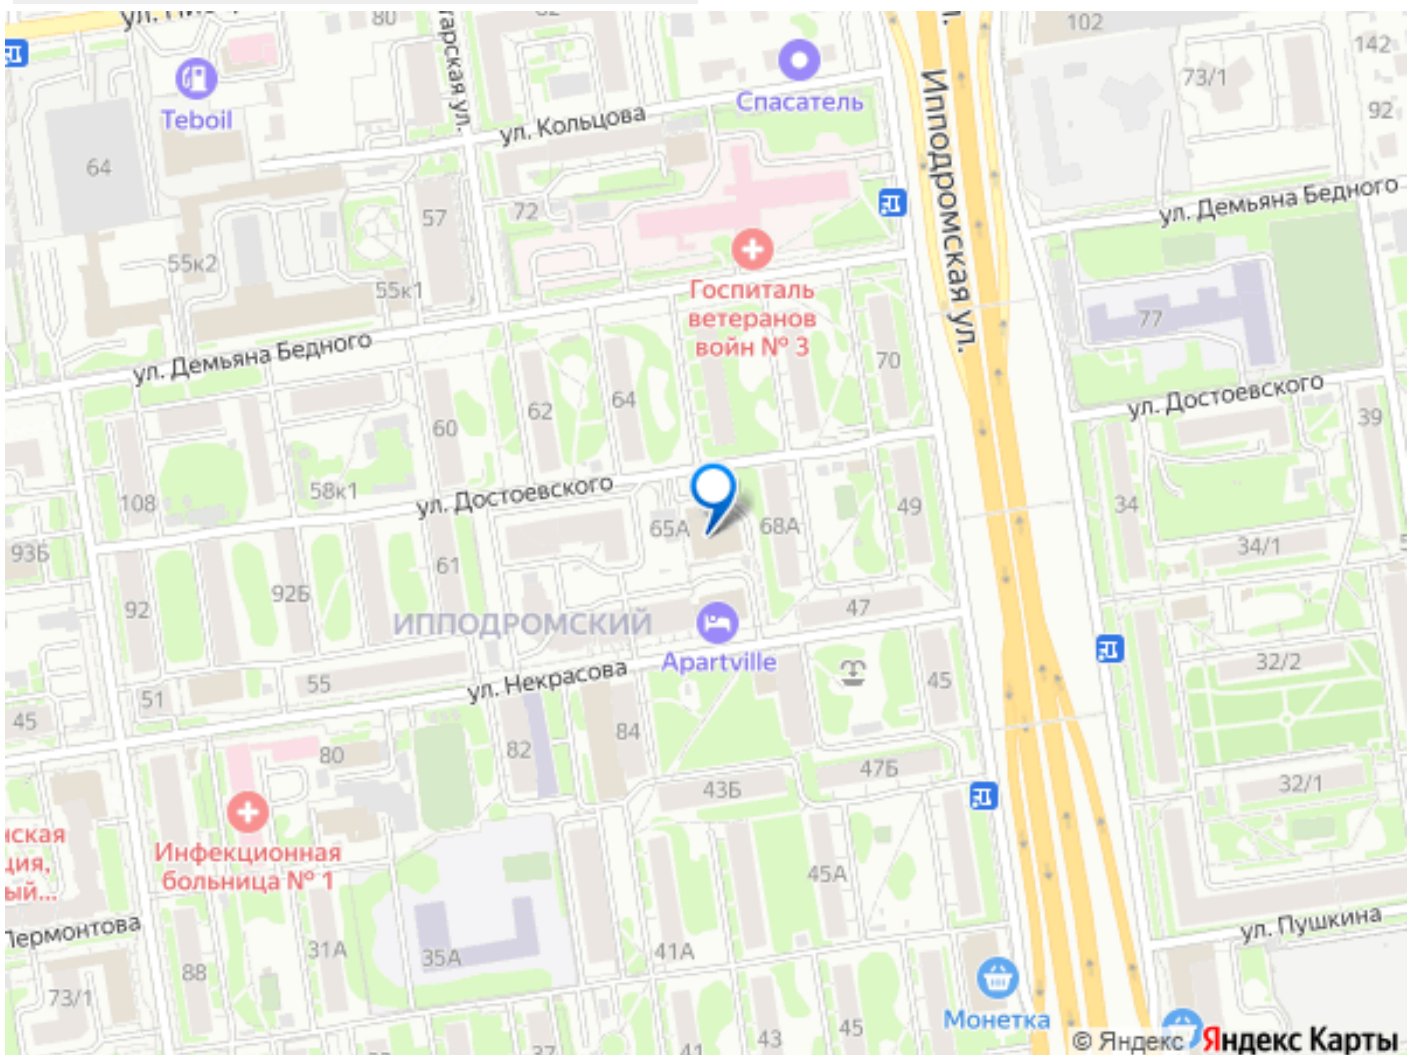 80
82
102
142
Teboil
64
ул. Кольцова
Спасатель
73/1
92
Ипподромская ул.
ул. Демьяна Бедного
57
72
55к2
55к1
Госпиталь
ветеранов
войн № 3
77
70
ул. Демьяна Бедного
60
62
64
ул. Достоевского
39
108
58к1
ул. Достоевского
65А
68А
49
34
34/1
93Б
61
92
92Б
ИППОДРОМСКИЙ
47
Apartville
32/2
51
55
ул. Некрасова
45
45
80
82
84
43Б
47Б
32/1
Инфекционная
больница № 1
45А
ул. Пушкина
88
31А
35А
41А
73/1
43
45
Монетка
37
© Яндекс Яндекс Карты